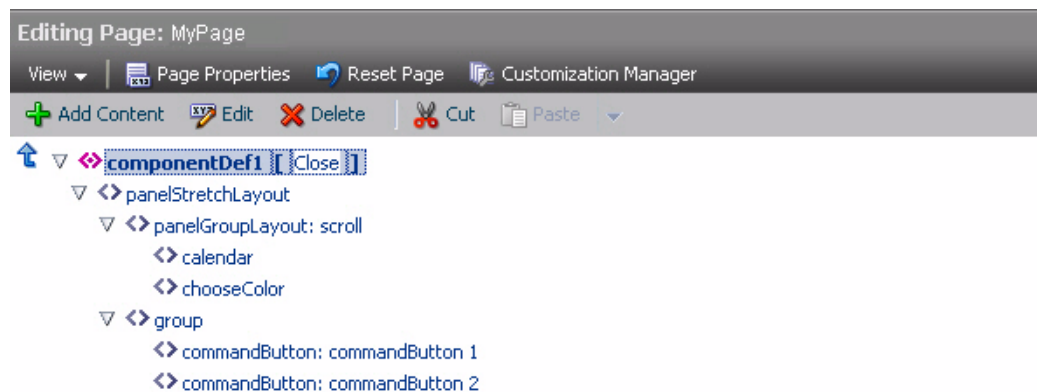 Editing Page: MyPage
View Page Properties Reset Page Customization Manager
Add Content Edit Delete Cut Paste
componentDef1 [ Close ]
panelStretchLayout
panelGroupLayout: scroll
calendar
chooseColor
group
commandButton: commandButton 1
commandButton: commandButton 2